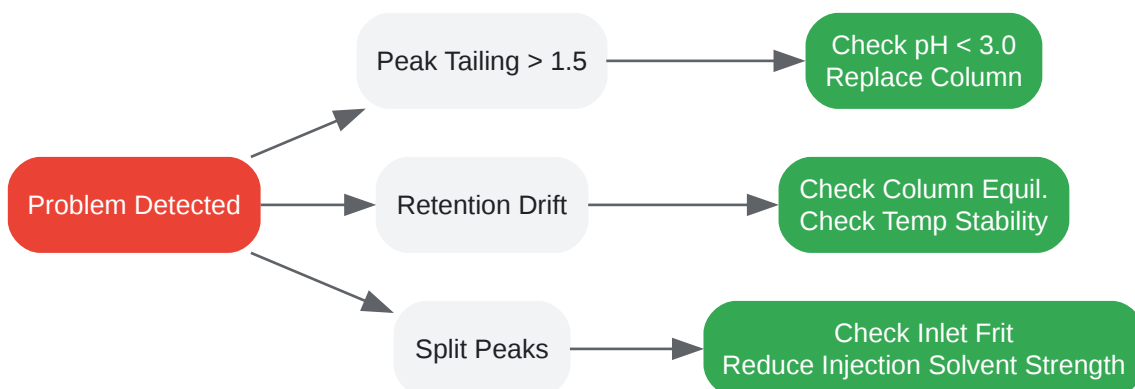 Peak Tailing > 1.5
Check pH < 3.0
Replace Column
Problem Detected
Retention Drift
Check Column Equil.
Check Temp Stability
Split Peaks
Check Inlet Frit
Reduce Injection Solvent Strength